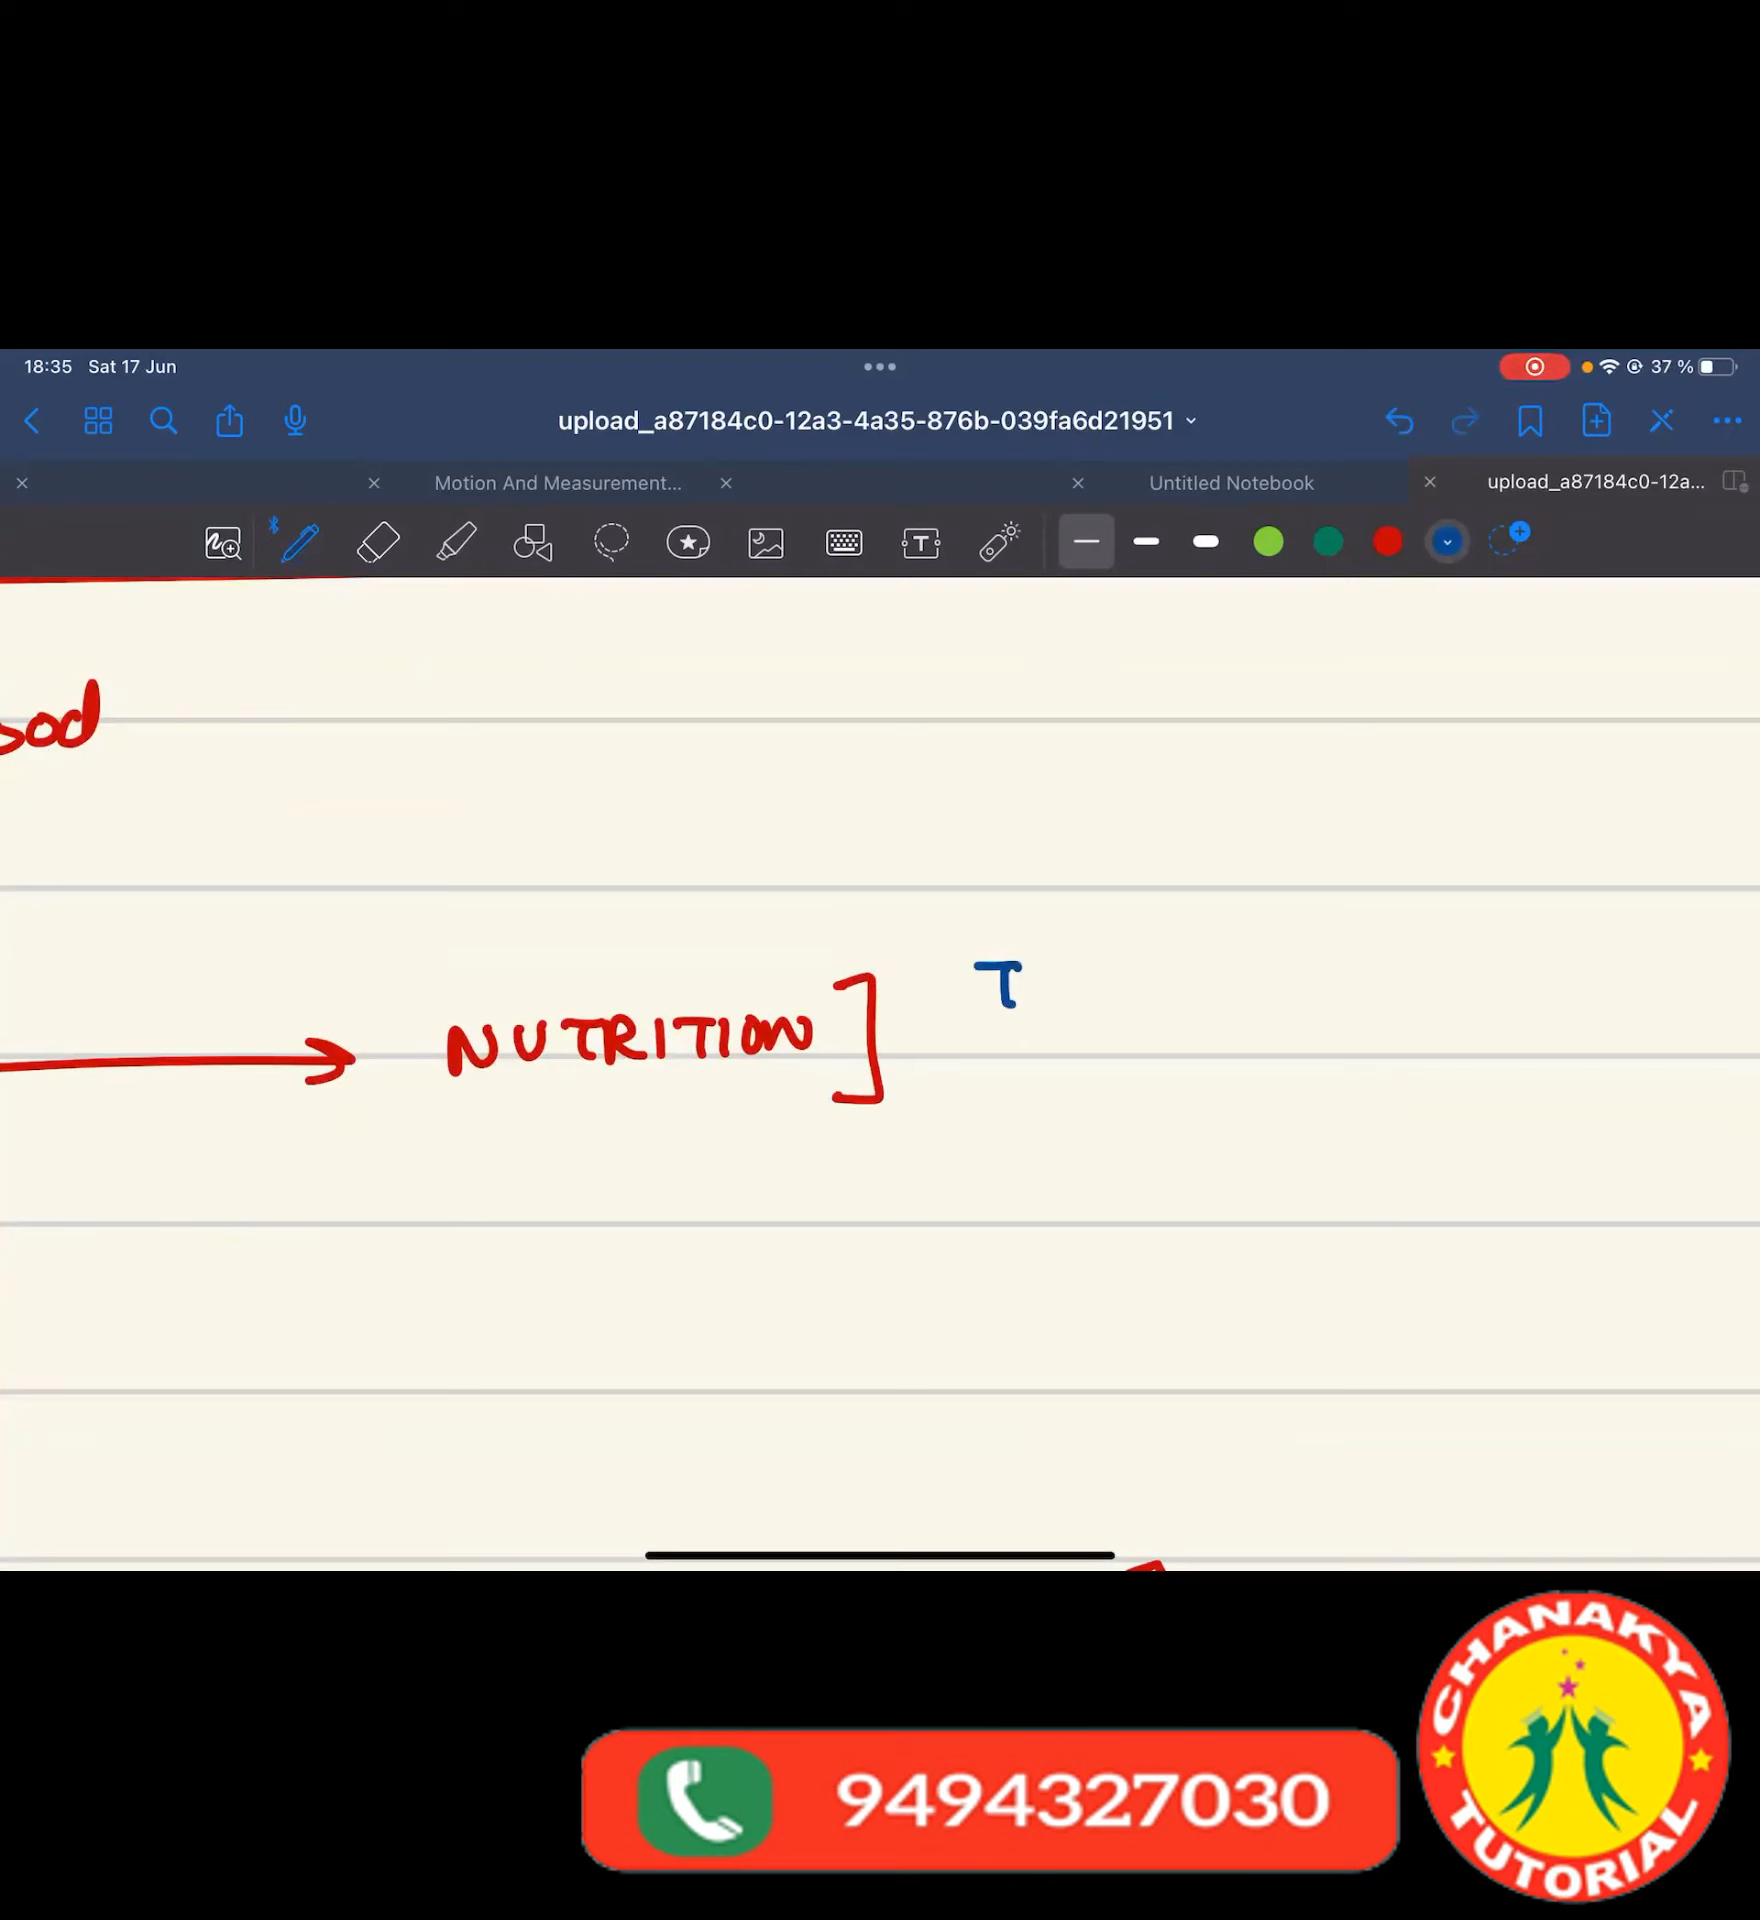 18:35 Sat 17 Jun
37 %
upload_a87184c0-12a3-4a35-876b-039fa6d21951
Motion And Measurement...
Untitled Notebook
upload_a87184c0-12a...
ood
NUTRITION]
T
9494327030
CHANAKYA
TUTORIAL